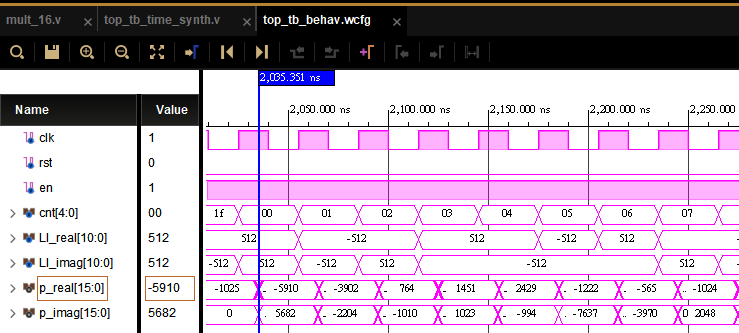 mult_16.v × top_tb_time_synth.v × top_tb_behav.wcfg ×
2,035.351 ns
2,050.000 ns 2,100.000 ns 2,150.000 ns 2,200.000 ns 2,250.000 ns
Name Value
clk 1
rst 0
en 1
cnt[4:0] 00 1f 00 01 02 03 04 05 06 07
LI_real[10:0] 512 512 -512 512 -512 512 -512
LI_imag[10:0] 512 -512 512 -512 512 -512 512
p_real[15:0] -5910 -1025 -5910 -3902 764 1451 2429 -1222 -565 -1024
p_imag[15:0] 5682 0 5682 -2204 -1010 1023 -994 -7637 -3970 0 2048